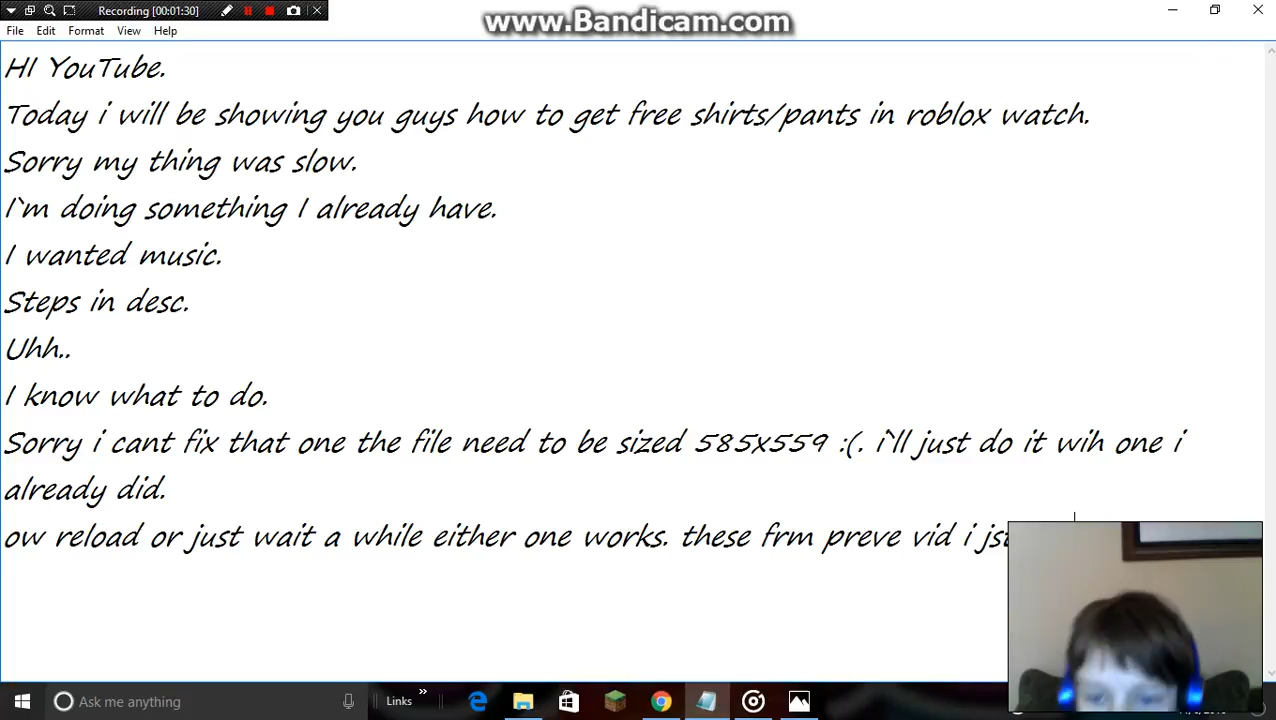 Recording [00:01:30]
www.Bandicam.com
File Edit Format View Help
HI YouTube.
Today i will be showing you guys how to get free shirts/pants in roblox watch.
Sorry my thing was slow.
I`m doing something I already have.
I wanted music.
Steps in desc.
Uhh..
I know what to do.
Sorry i cant fix that one the file need to be sized 585x559 :(. i`ll just do it wih one i
already did.
ow reload or just wait a while either one works. these frm preve vid i jst
Ask me anything
Links